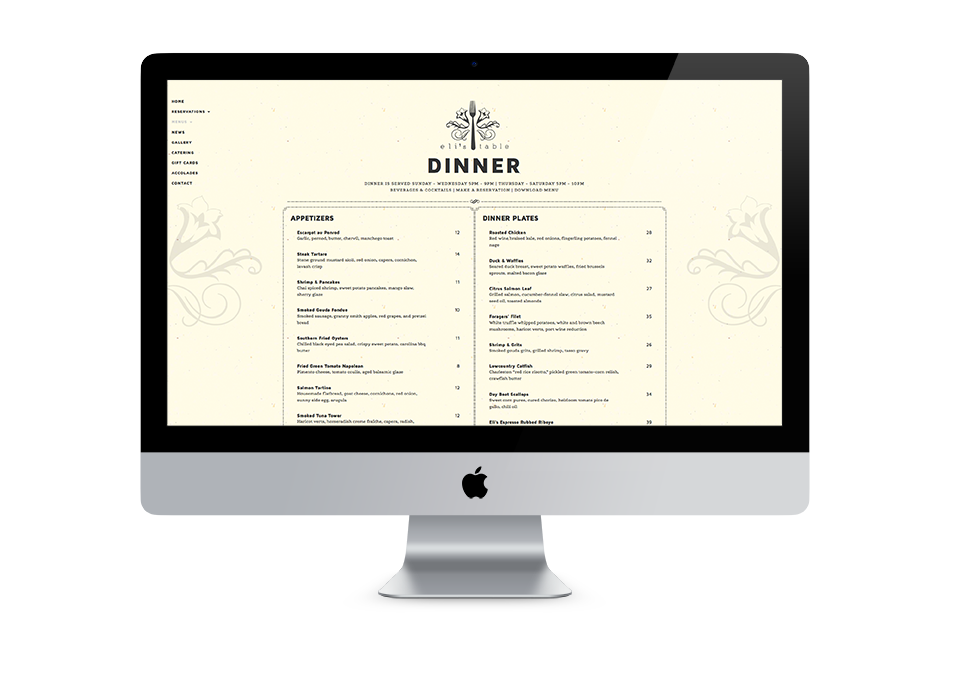 HOME
RESERVATIONS
MENUS
NEWS
GALLERY
CATERING
GIFT CARDS
ACCOLADES
CONTACT
eli's table
DINNER
DINNER IS SERVED SUNDAY - WEDNESDAY 5PM - 9PM | THURSDAY - SATURDAY 5PM - 10PM
BEVERAGES & COCKTAILS | MAKE A RESERVATION | DOWNLOAD MENU
APPETIZERS
Escargot au Pernod 12
Garlic, pernod, butter, chervil, manchego toast
Steak Tartare 14
House ground mustard aioli, red onion, capers, cornichon,
lavash crisp
Shrimp & Pancakes 11
Chai spiced shrimp, sweet potato pancakes, mango slaw,
sherry glaze
Smoked Gouda Fondue 10
Smoked sausage, granny smith apples, red grapes, and pretzel
bread
Southern Fried Oysters 11
Chilled black eyed pea salad, crispy sweet potato, carolina bbq
butter
Fried Green Tomato Napoleon 8
Pimento cheese, tomato coulis, aged balsamic glaze
Salmon Tartine 12
Housemade flatbread, goat cheese, cornichons, red onion,
sunny side egg, arugula
Smoked Tuna Tower 12
Haricot verts, horseradish creme fraiche, capers, radish,
DINNER PLATES
Roasted Chicken 28
Red wine braised kale, red onions, fingerling potatoes, fennel
nage
Duck & Waffles 32
Seared duck breast, sweet potato waffles, fried brussels
sprouts, malted bacon glaze
Citrus Salmon Loaf 27
Grilled salmon, cucumber-fennel slaw, citrus salad, mustard
seed oil, toasted almonds
Foragers' Filet 35
White truffle whipped potatoes, white and brown beech
mushrooms, haricot verts, port wine reduction
Shrimp & Grits 26
Smoked gouda grits, grilled shrimp, tasso gravy
Lowcountry Catfish 29
Charleston "red rice risotto," pickled green tomato-corn relish,
crawfish butter
Day Boat Scallops 34
Sweet corn puree, cured chorizo, heirloom tomato pico de
gallo, chili oil
Eli's Espresso Rubbed Ribeye 39